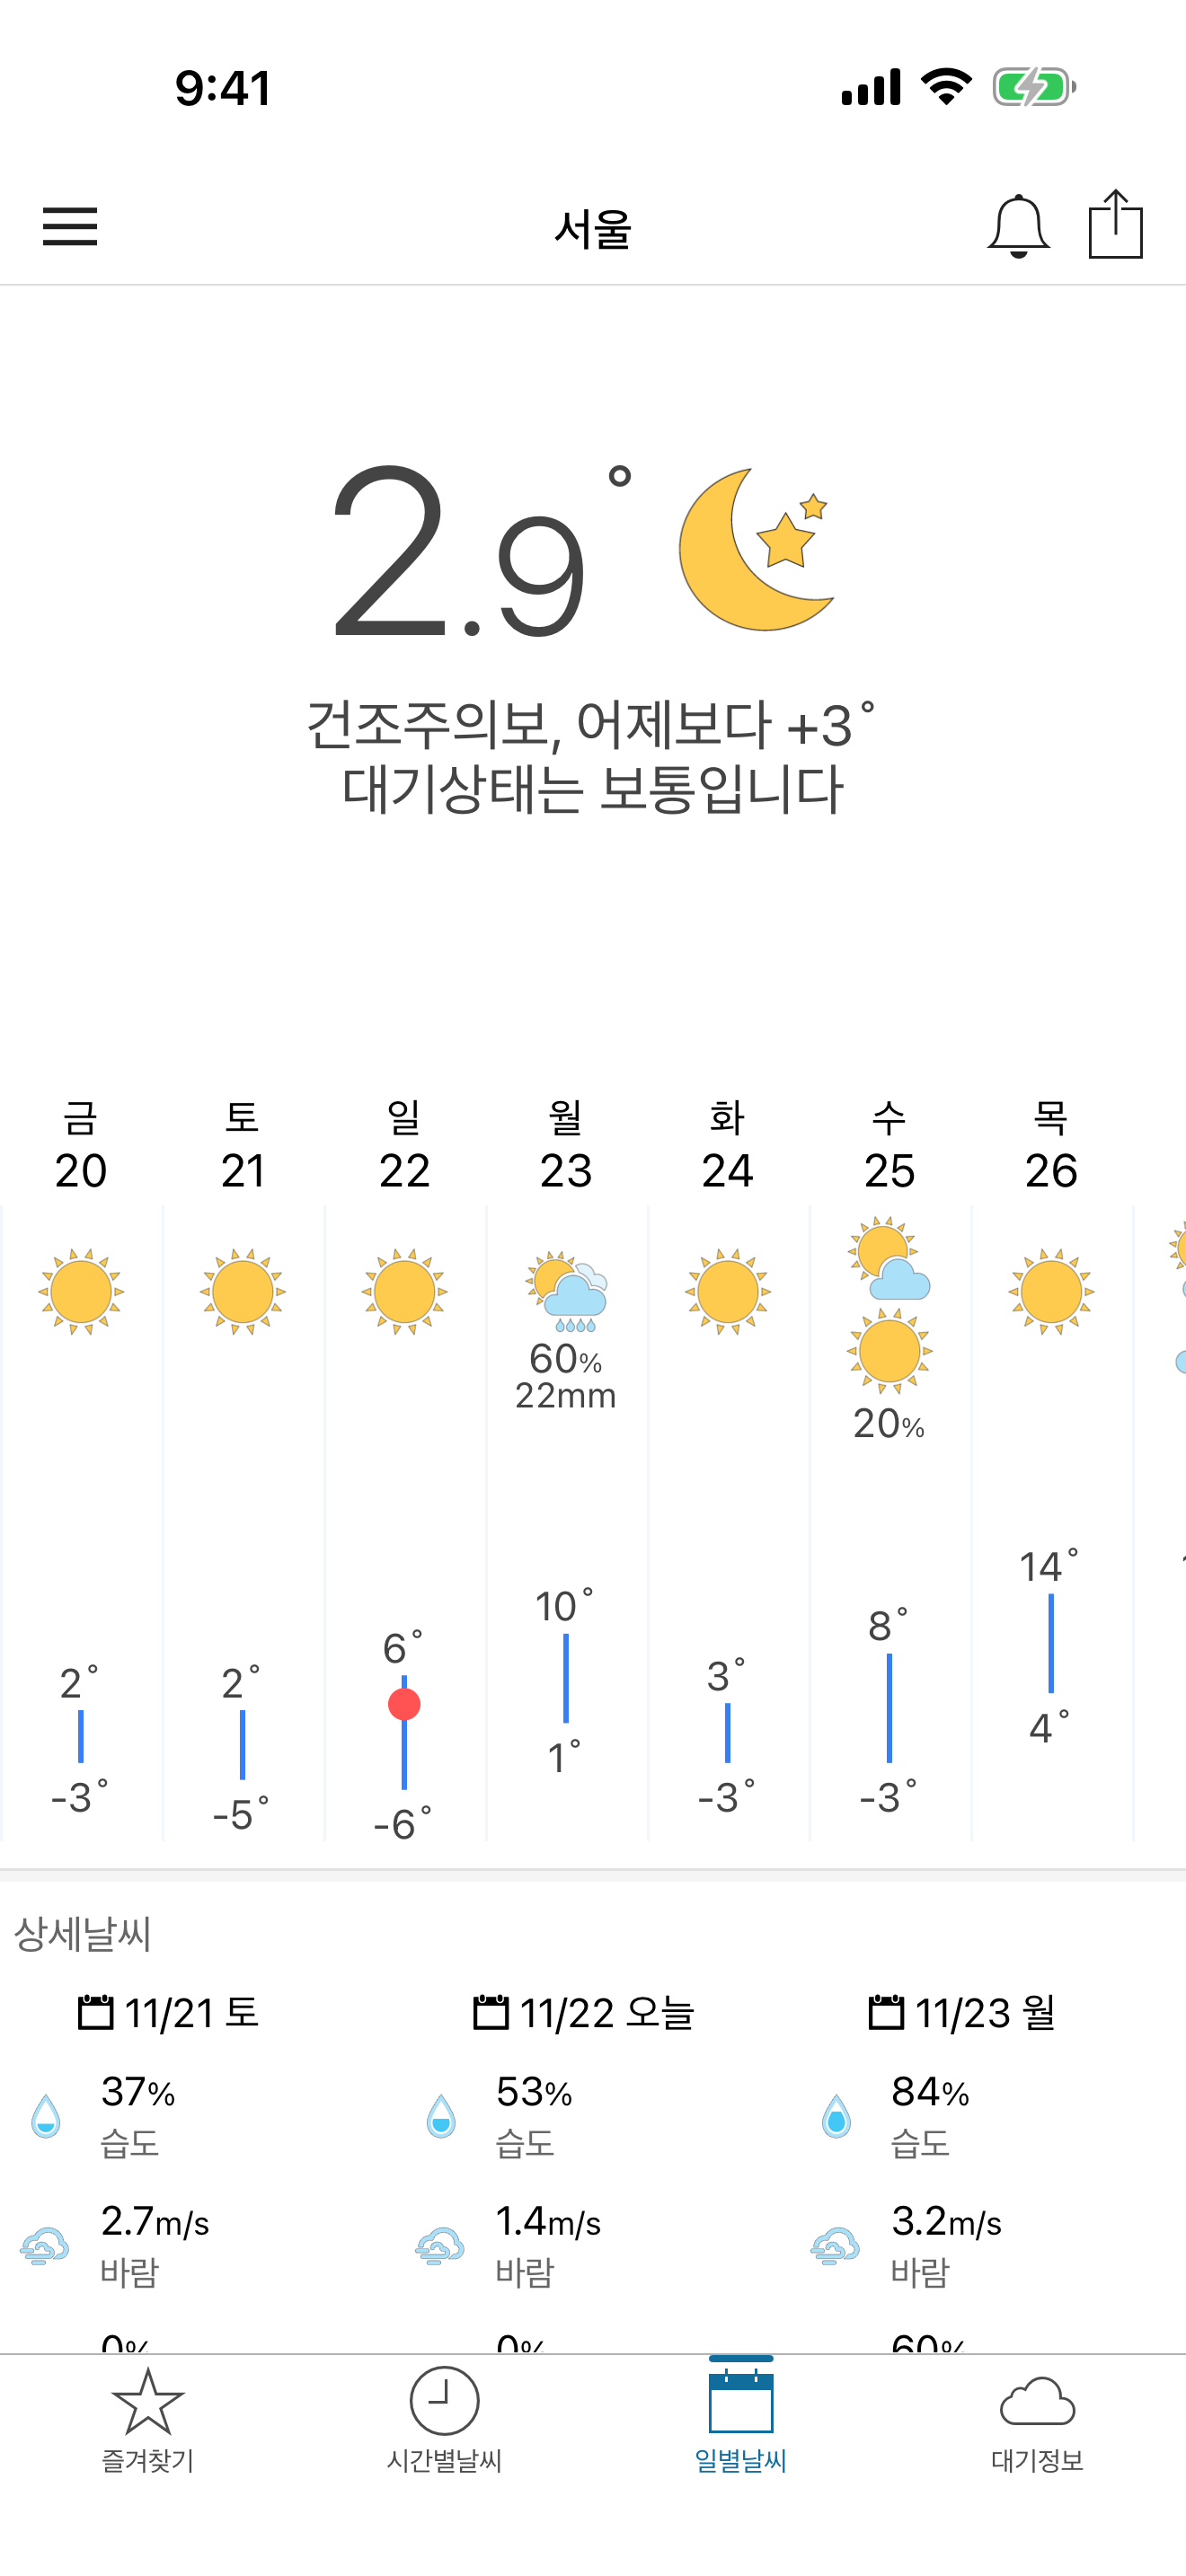 9:41
서울
2.9°
건조주의보, 어제보다 +3°
대기상태는 보통입니다
금 토 일 월 화 수 목
20 21 22 23 24 25 26
60%
22mm
20%
2° 2° 6° 10° 3° 8° 14°
-3° -5° -6° 1° -3° -3° 4°
상세날씨
11/21 토 11/22 오늘 11/23 월
37% 53% 84%
습도 습도 습도
2.7m/s 1.4m/s 3.2m/s
바람 바람 바람
0% 0% 60%
즐겨찾기 시간별날씨 일별날씨 대기정보